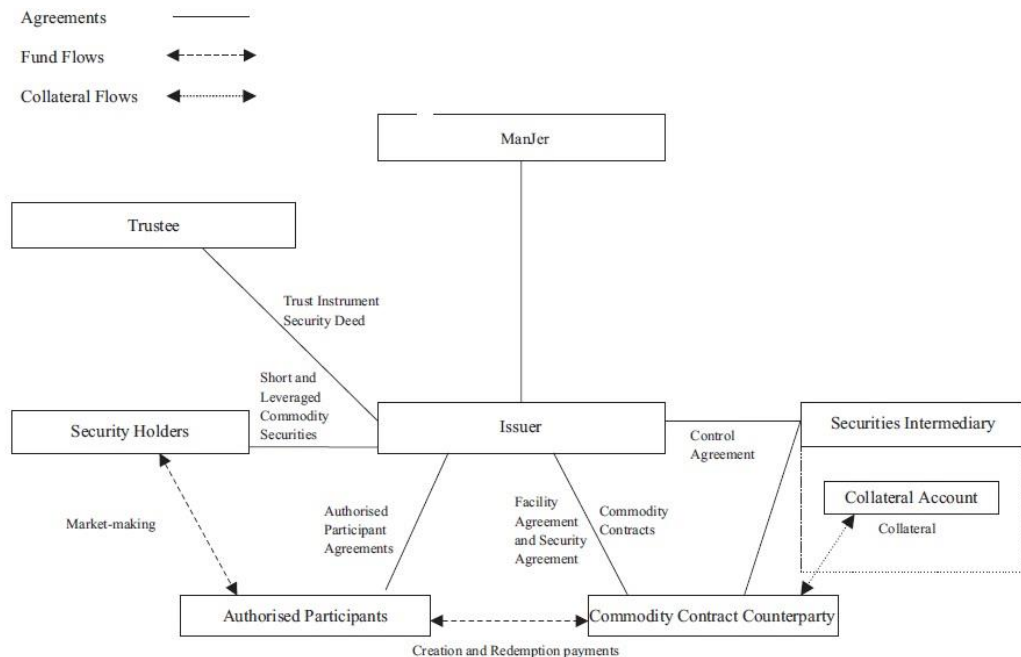 Agreements
Fund Flows
Collateral Flows
ManJer
Trustee
Trust Instrument
Security Deed
Short and
Leveraged
Commodity
Securities
Security Holders
Issuer
Control
Agreement
Securities Intermediary
Collateral Account
Collateral
Market-making
Authorised
Participant
Agreements
Facility
Agreement
and Security
Agreement
Commodity
Contracts
Authorised Participants
Commodity Contract Counterparty
Creation and Redemption payments